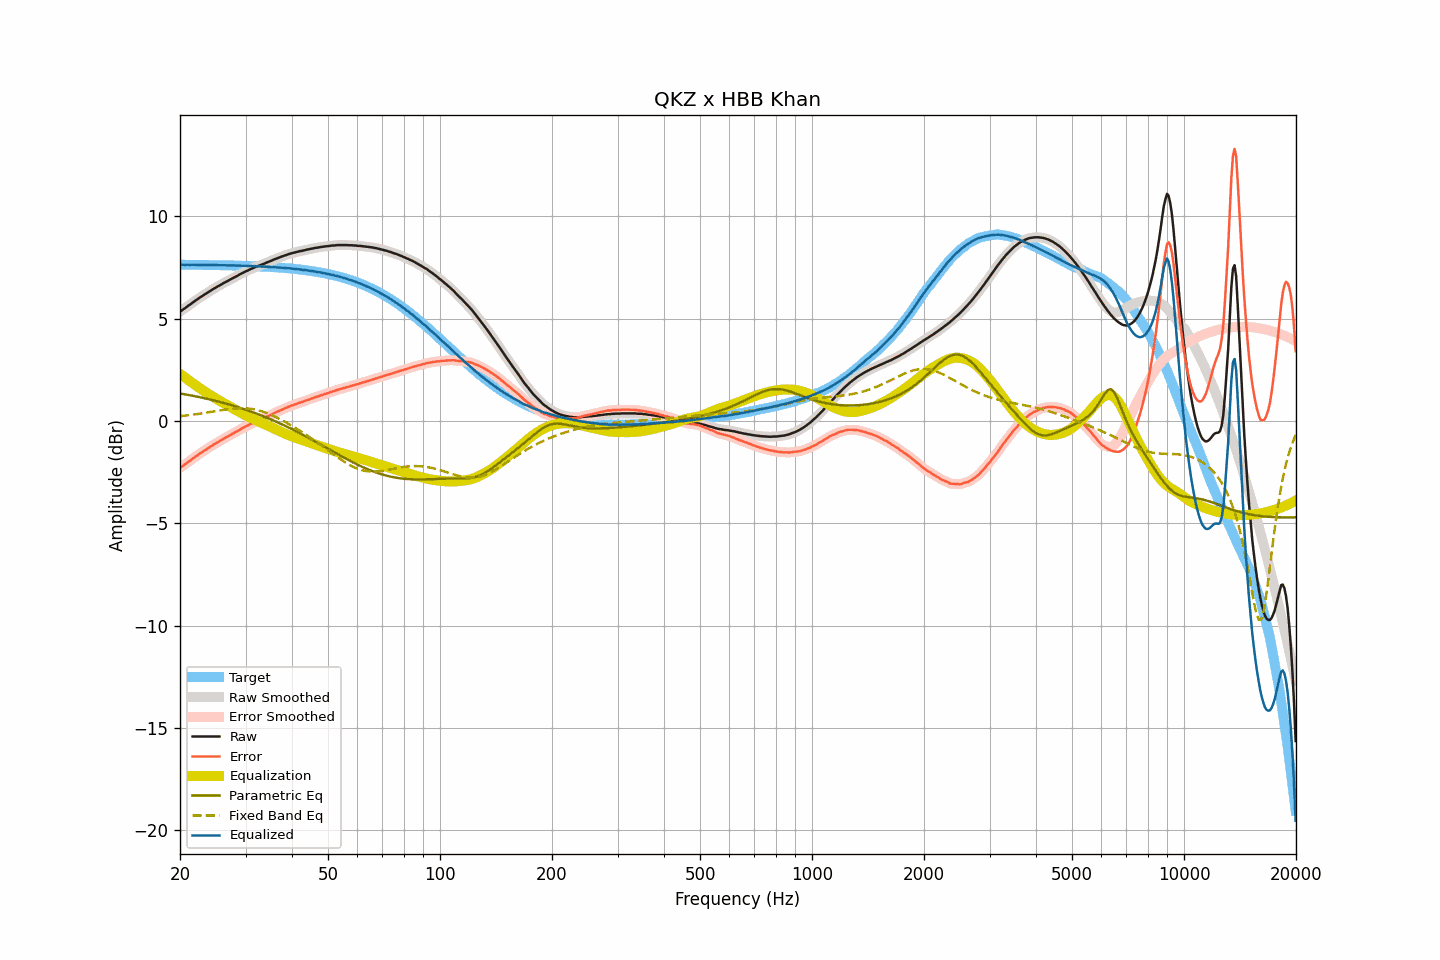 QKZ x HBB Khan
Amplitude (dBr)
10
5
0
−5
−10
−15
−20
Target
Raw Smoothed
Error Smoothed
Raw
Error
Equalization
Parametric Eq
Fixed Band Eq
Equalized
20 50 100 200 500 1000 2000 5000 10000 20000
Frequency (Hz)